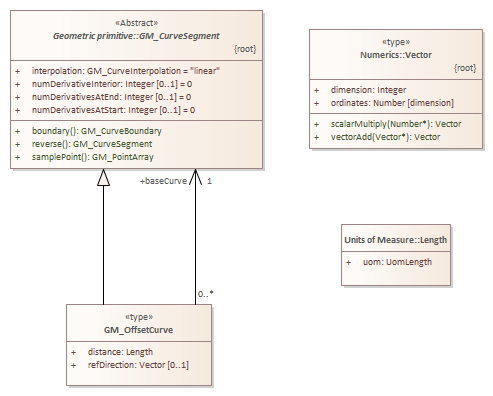 «Abstract»
Geometric primitive::GM_CurveSegment
{root}
+ interpolation: GM_CurveInterpolation = "linear"
+ numDerivativeInterior: Integer [0..1] = 0
+ numDerivativesAtEnd: Integer [0..1] = 0
+ numDerivativesAtStart: Integer [0..1] = 0
+ boundary(): GM_CurveBoundary
+ reverse(): GM_CurveSegment
+ samplePoint(): GM_PointArray
«type»
Numerics::Vector
{root}
+ dimension: Integer
+ ordinates: Number [dimension]
+ scalarMultiply(Number*): Vector
+ vectorAdd(Vector*): Vector
+baseCurve 1
0..*
Units of Measure::Length
+ uom: UomLength
«type»
GM_OffsetCurve
+ distance: Length
+ refDirection: Vector [0..1]